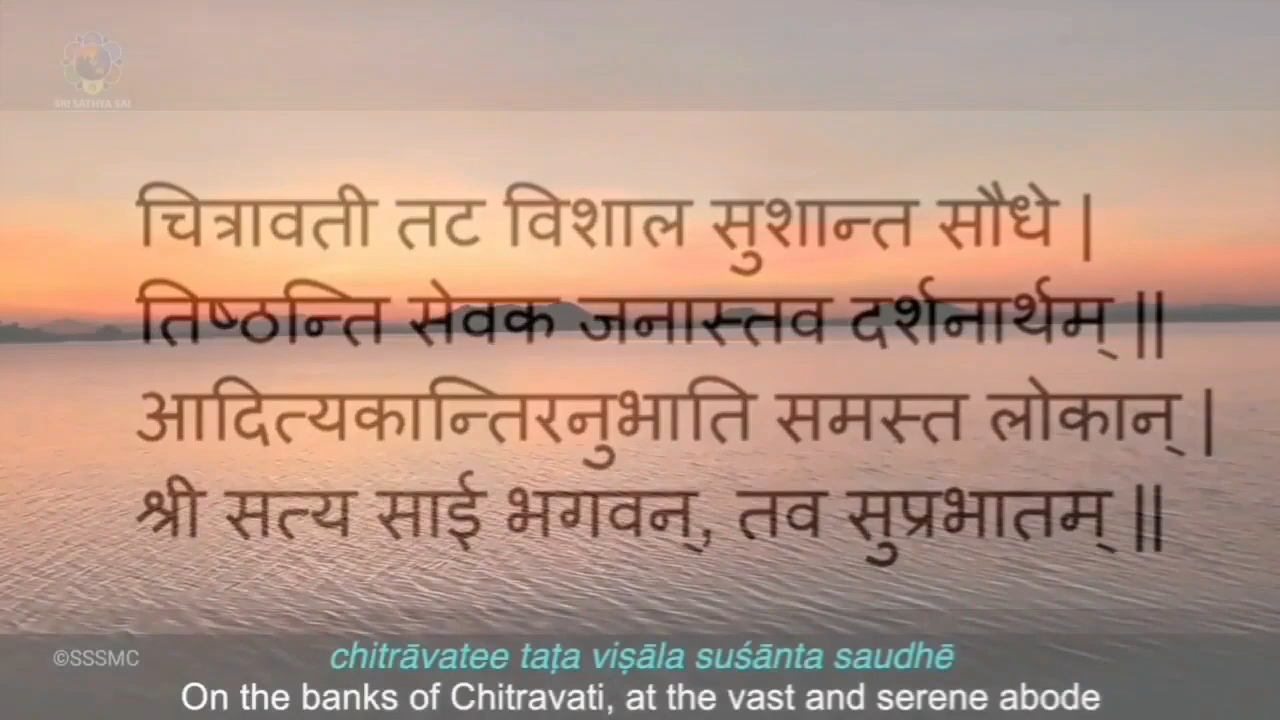 SRI SATHYA SAI
चित्रावती तट विशाल सुशान्त सौधे |
तिष्ठन्ति सेवक जनास्तव दर्शनार्थम् ||
आदित्यकान्तिरनुभाति समस्त लोकान् |
श्री सत्य साई भगवन्, तव सुप्रभातम् ||
©SSSMC
chitrāvatee taṭa viṣāla suśānta saudhē
On the banks of Chitravati, at the vast and serene abode